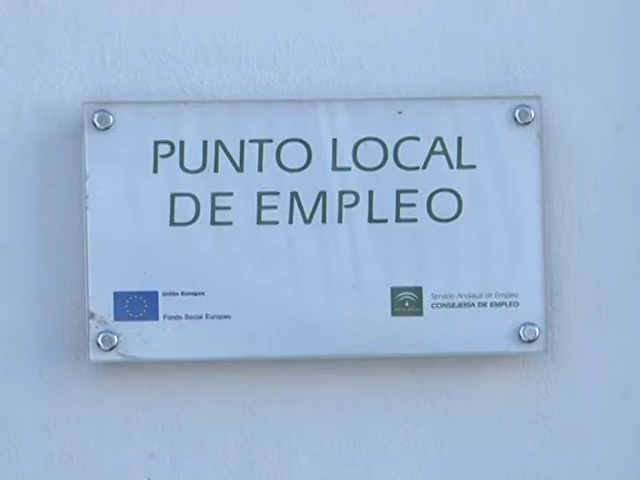 PUNTO LOCAL
DE EMPLEO
Unión Europea
Fondo Social Europeo
Servicio Andaluz de Empleo
CONSEJERÍA DE EMPLEO